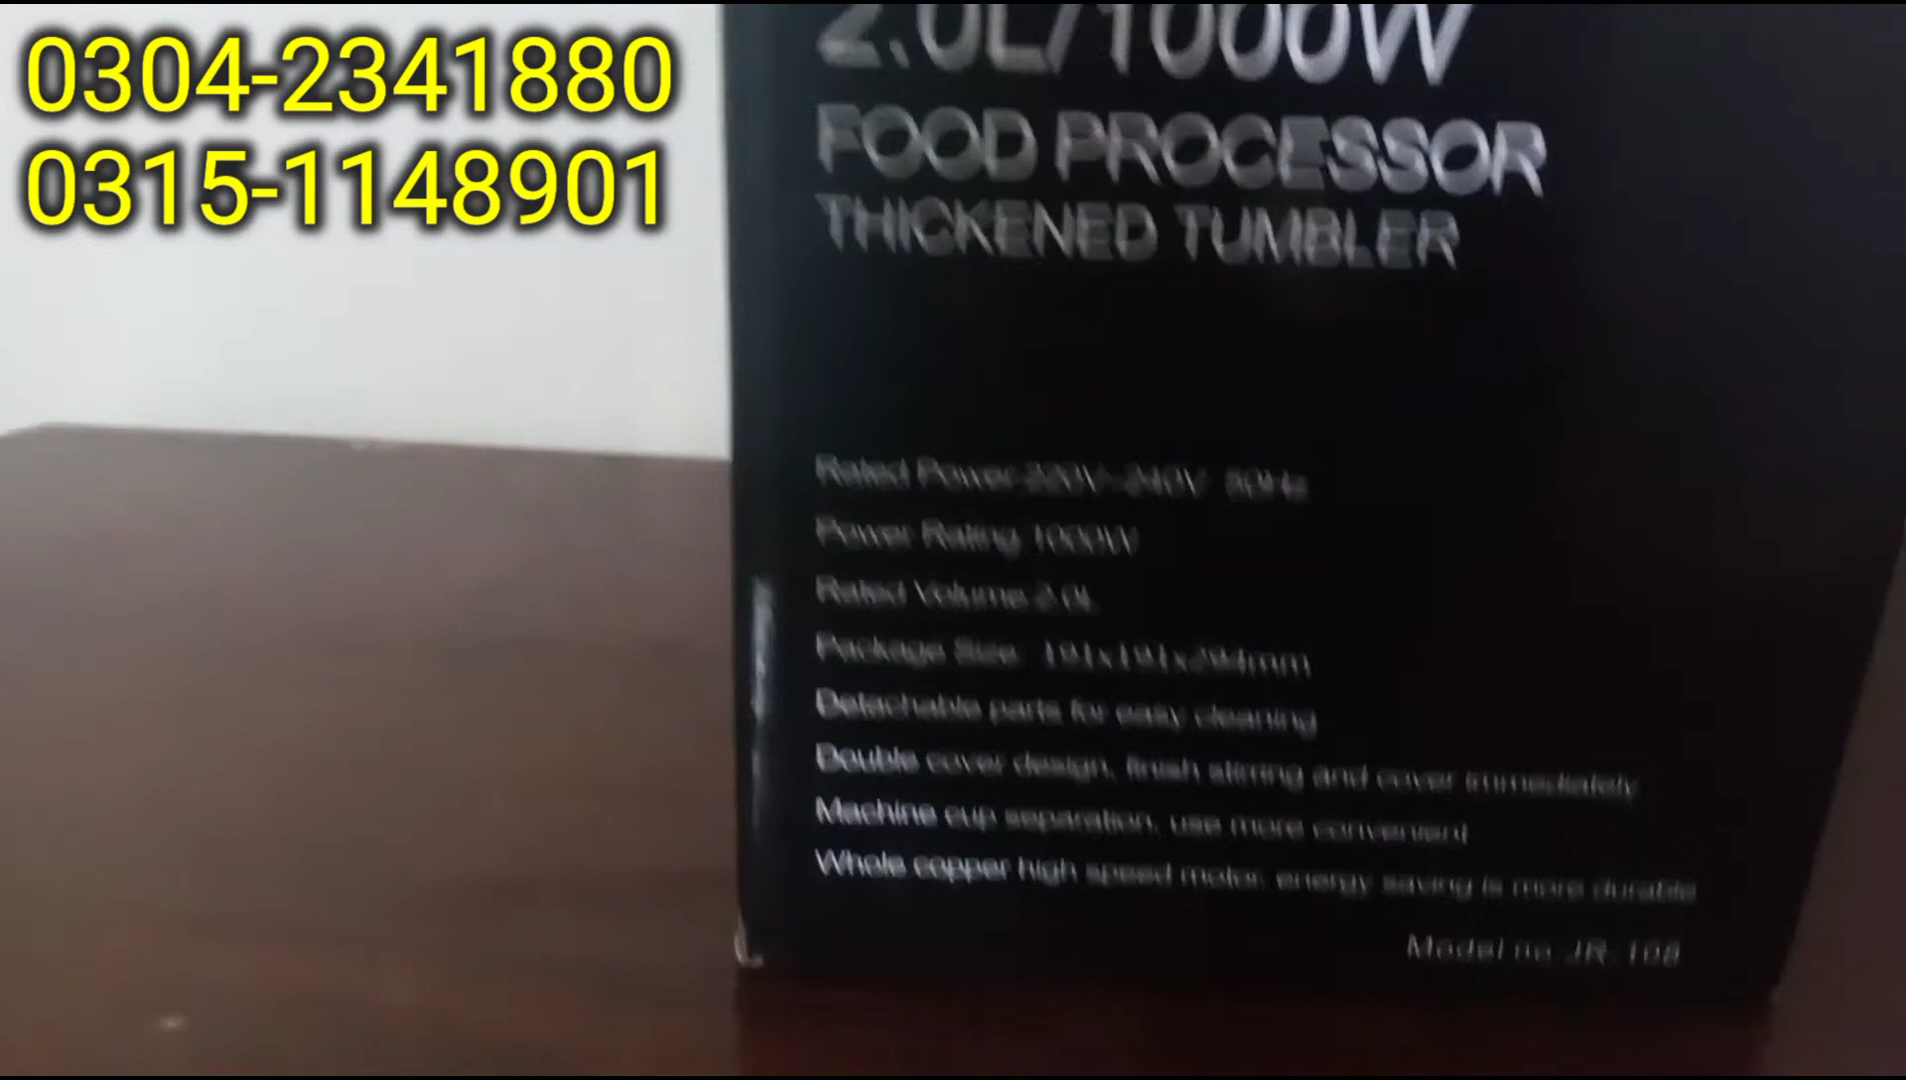 0304-2341880
0315-1148901
2.0L/1000W
FOOD PROCESSOR
THICKENED TUMBLER
Rated Power 220V~240V 50Hz
Power Rating 1000W
Rated Volume 2.0L
Package Size 191x191x294mm
Detachable parts for easy cleaning
Double cover design, finish stirring and cover immediately
Machine cup separation, use more convenient
Whole copper high speed motor, energy saving is more durable
Model no JR-108